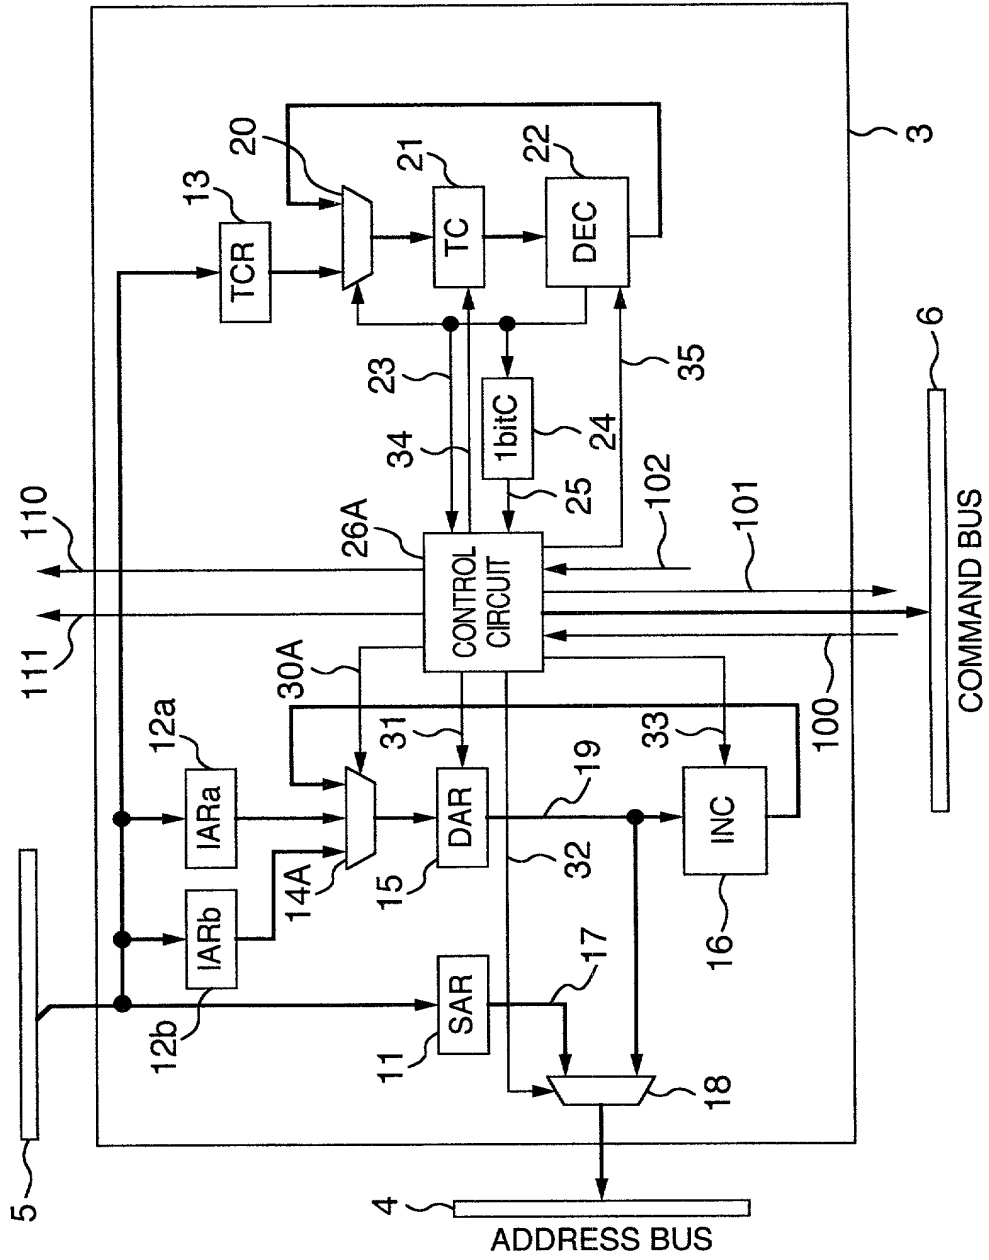 110
111
5
12a
IARa
IARb
12b
30A
14A
DAR
15
31
SAR
11
17
19
32
33
INC
16
18
4
ADDRESS BUS
26A
CONTROL
CIRCUIT
100
101
102
COMMAND BUS
6
13
TCR
20
21
TC
22
DEC
23
34
1bitC
24
25
35
3